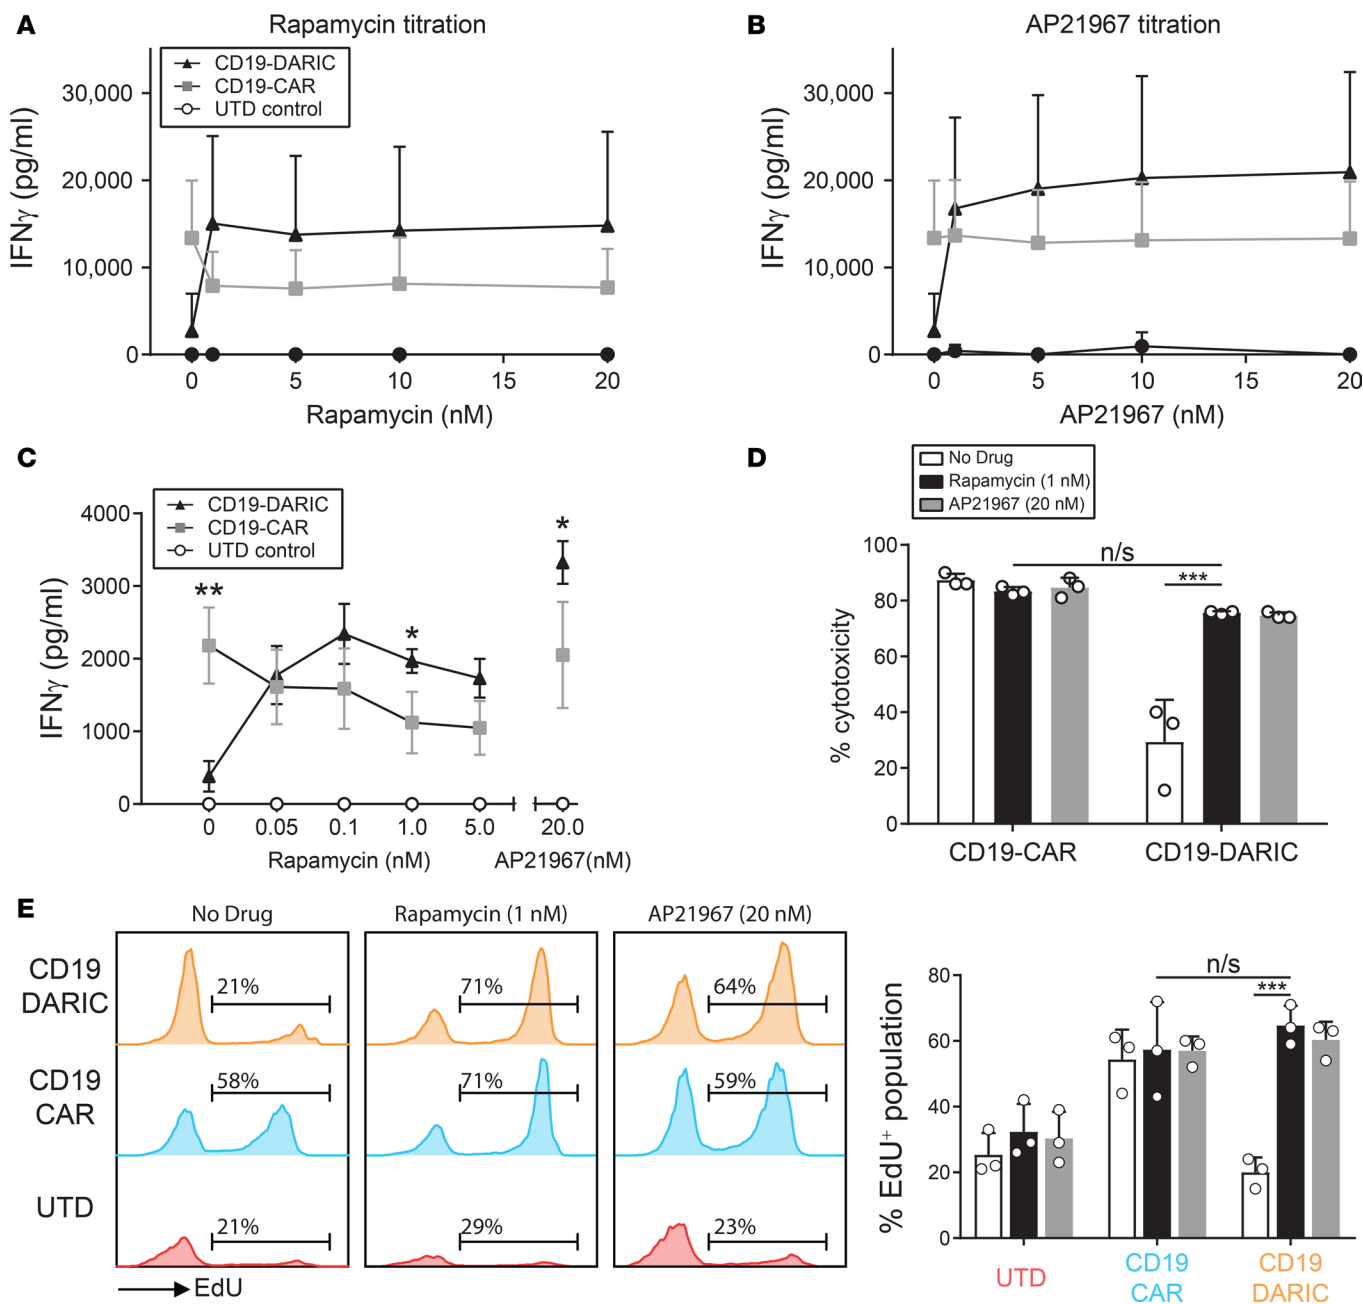 A
Rapamycin titration
CD19-DARIC
CD19-CAR
UTD control
IFNγ (pg/ml)
30,000
20,000
10,000
0
0 5 10 15 20
Rapamycin (nM)
B
AP21967 titration
IFNγ (pg/ml)
30,000
20,000
10,000
0
0 5 10 15 20
AP21967 (nM)
C
CD19-DARIC
CD19-CAR
UTD control
IFNγ (pg/ml)
4000
3000
2000
1000
0
**
*
*
0 0.05 0.1 1.0 5.0 20.0
Rapamycin (nM) AP21967(nM)
D
No Drug
Rapamycin (1 nM)
AP21967 (20 nM)
% cytotoxicity
100
80
60
40
20
0
n/s
***
CD19-CAR CD19-DARIC
E
No Drug Rapamycin (1 nM) AP21967 (20 nM)
CD19
DARIC
21% 71% 64%
CD19
CAR
58% 71% 59%
UTD
21% 29% 23%
EdU
% EdU⁺ population
80
60
40
20
0
n/s
***
UTD
CD19
CAR
CD19
DARIC